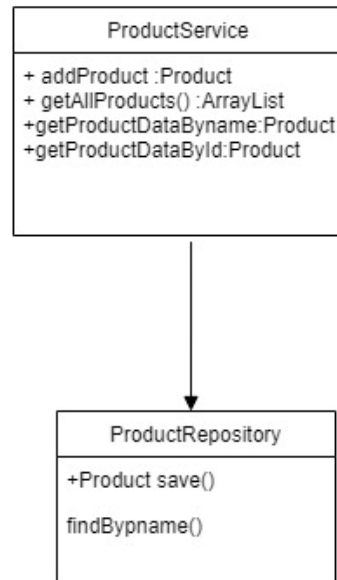 ProductService
+ addProduct :Product
+ getAllProducts() :ArrayList
+getProductDataByname:Product
+getProductDataById:Product
ProductRepository
+Product save()
findBypname()